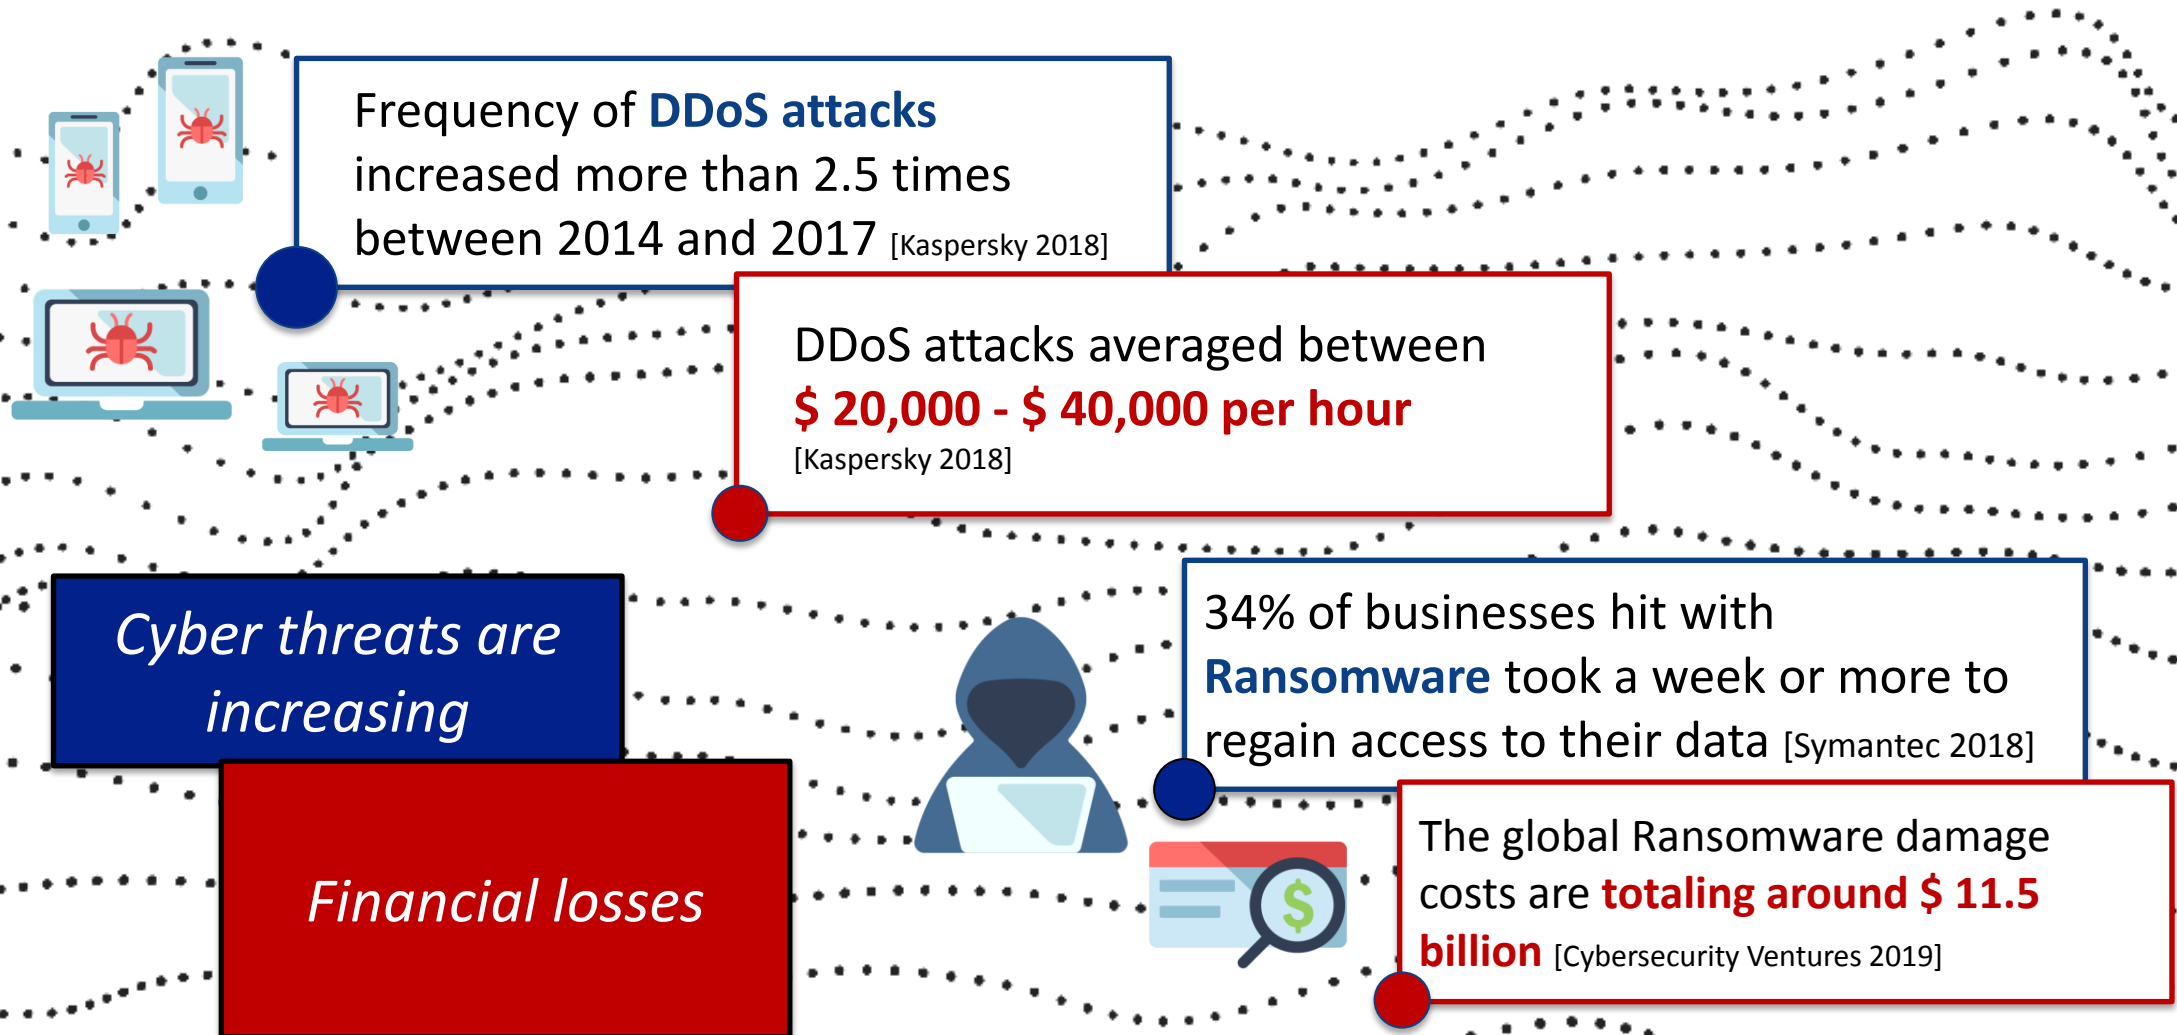 Frequency of DDoS attacks
increased more than 2.5 times
between 2014 and 2017 [Kaspersky 2018]
DDoS attacks averaged between
$ 20,000 - $ 40,000 per hour
[Kaspersky 2018]
Cyber threats are
increasing
Financial losses
34% of businesses hit with
Ransomware took a week or more to
regain access to their data [Symantec 2018]
The global Ransomware damage
costs are totaling around $ 11.5
billion [Cybersecurity Ventures 2019]
$